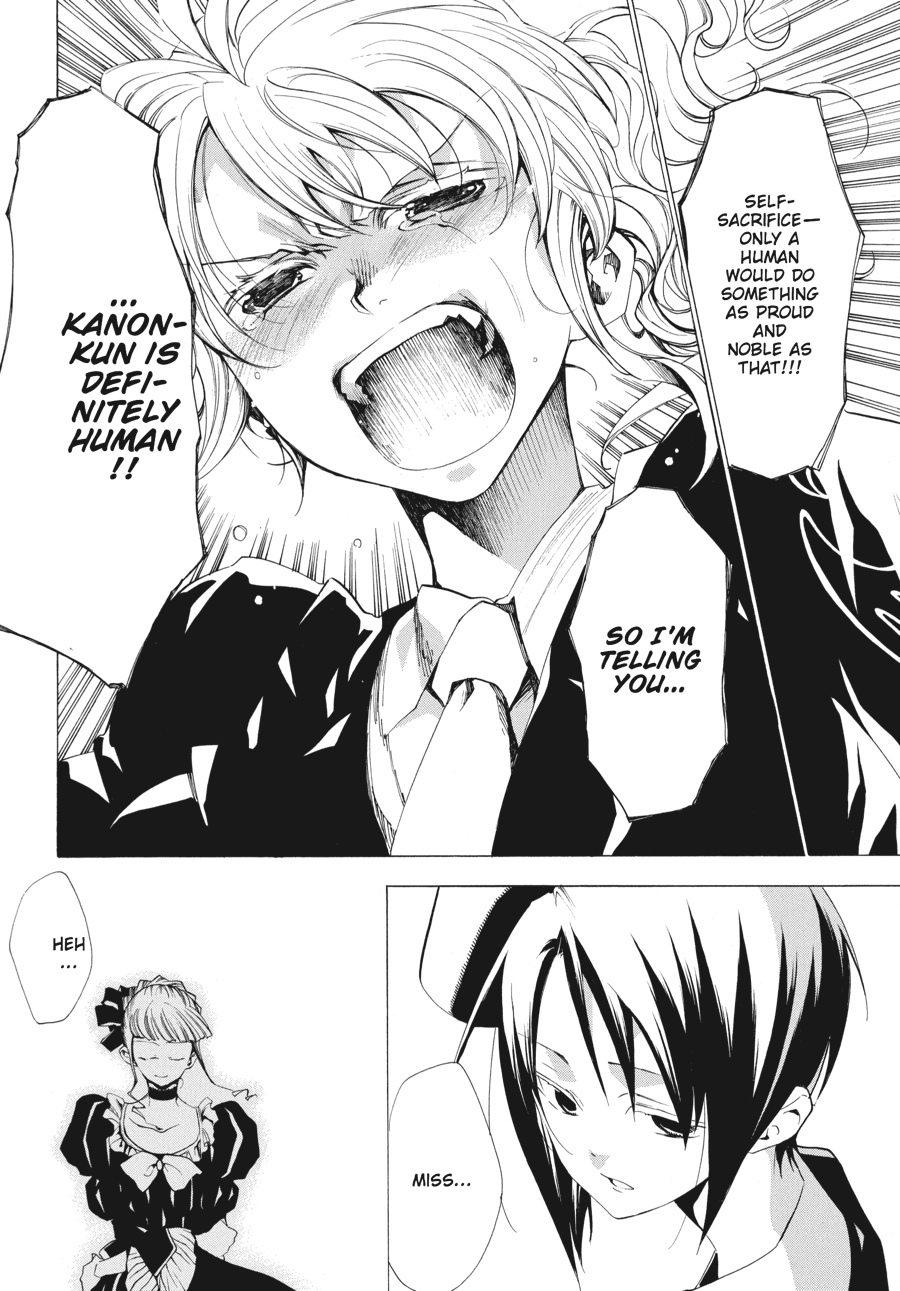 SELF-
SACRIFICE—
ONLY A
HUMAN
WOULD DO
SOMETHING
AS PROUD
AND
NOBLE AS
THAT!!!
SO I'M
TELLING
YOU...
...
KANON-
KUN IS
DEFI-
NITELY
HUMAN
!!
MISS...
HEH
...